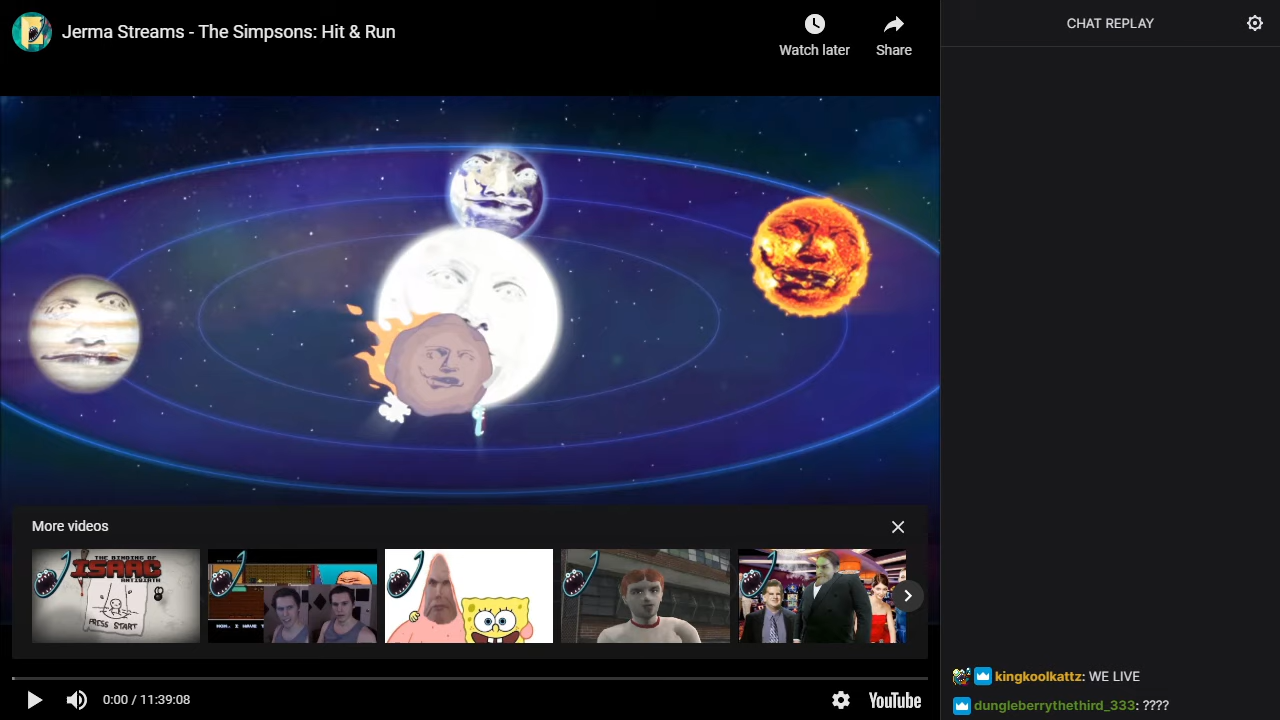 Jerma Streams - The Simpsons: Hit & Run
Watch later
Share
CHAT REPLAY
More videos
THE BINDING OF
ISAAC
ANTIBIRTH
PRESS START
kingkoolkattz: WE LIVE
dungleberrythethird_333: ????
0:00 / 11:39:08
YouTube